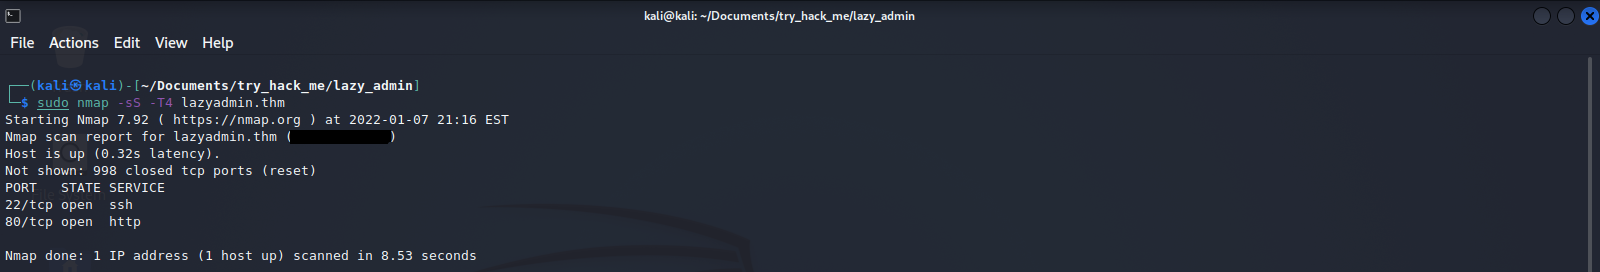 kali@kali: ~/Documents/try_hack_me/lazy_admin
File Actions Edit View Help
┌──(kali㉿kali)-[~/Documents/try_hack_me/lazy_admin]
└─$ sudo nmap -sS -T4 lazyadmin.thm
Starting Nmap 7.92 ( https://nmap.org ) at 2022-01-07 21:16 EST
Nmap scan report for lazyadmin.thm ( )
Host is up (0.32s latency).
Not shown: 998 closed tcp ports (reset)
PORT   STATE SERVICE
22/tcp open  ssh
80/tcp open  http
Nmap done: 1 IP address (1 host up) scanned in 8.53 seconds